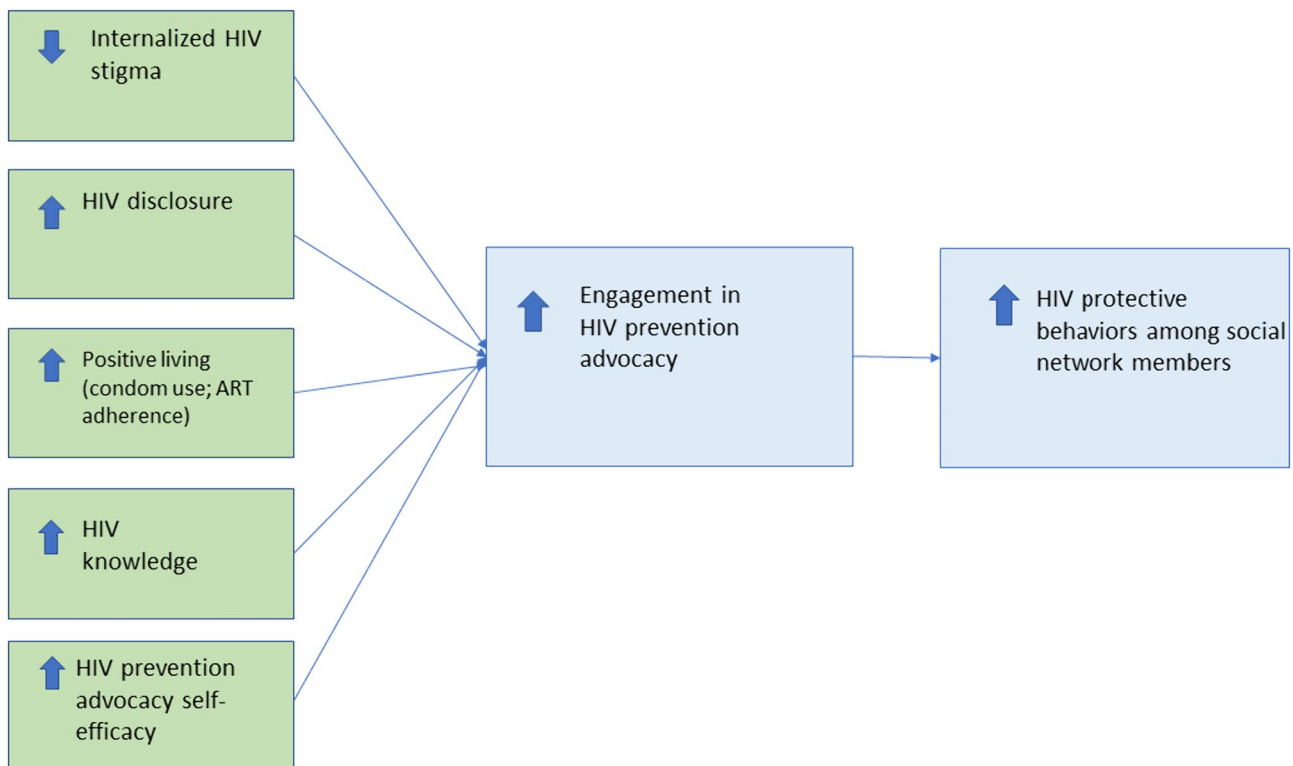 Internalized HIV
stigma
HIV disclosure
Positive living
(condom use; ART
adherence)
HIV
knowledge
HIV prevention
advocacy self-
efficacy
Engagement in
HIV prevention
advocacy
HIV protective
behaviors among social
network members